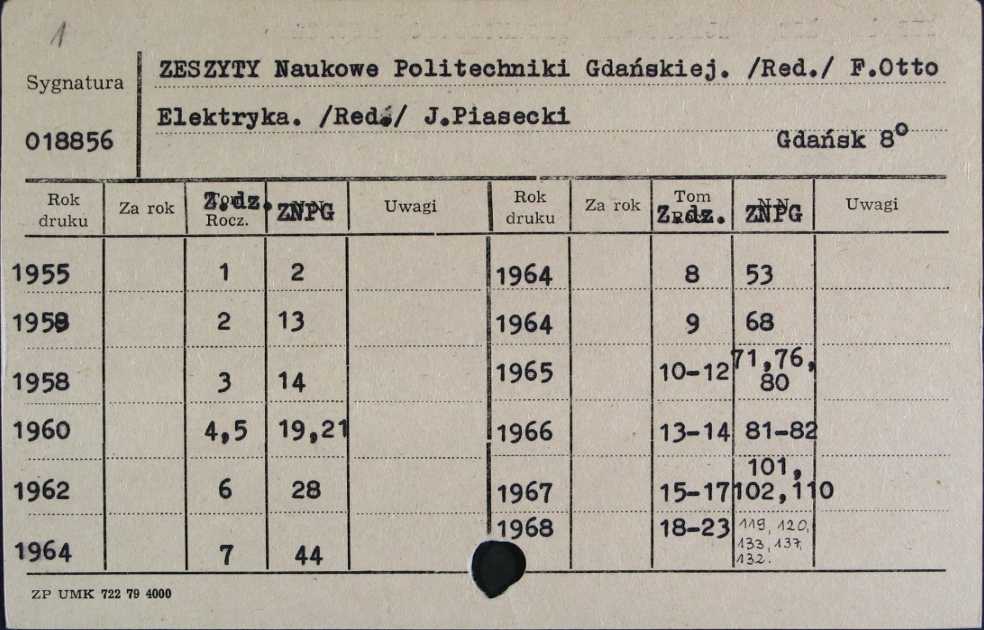 1
Sygnatura
018856
ZESZYTY Naukowe Politechniki Gdańskiej. /Red./ F.Otto
Elektryka. /Red./ J.Piasecki
Gdańsk 8°
Rok druku Za rok Z.dz. Rocz. ZNPG Uwagi Rok druku Za rok Tom Z.dz. ZNPG Uwagi
1955 1 2 1964 8 53
1958 2 13 1964 9 68
1958 3 14 1965 10-12 71,76, 80
1960 4,5 19,21 1966 13-14 81-82
1962 6 28 1967 15-17 101, 102,110
1964 7 44 1968 18-23 119, 120, 133, 137, 132.
ZP UMK 722 79 4000